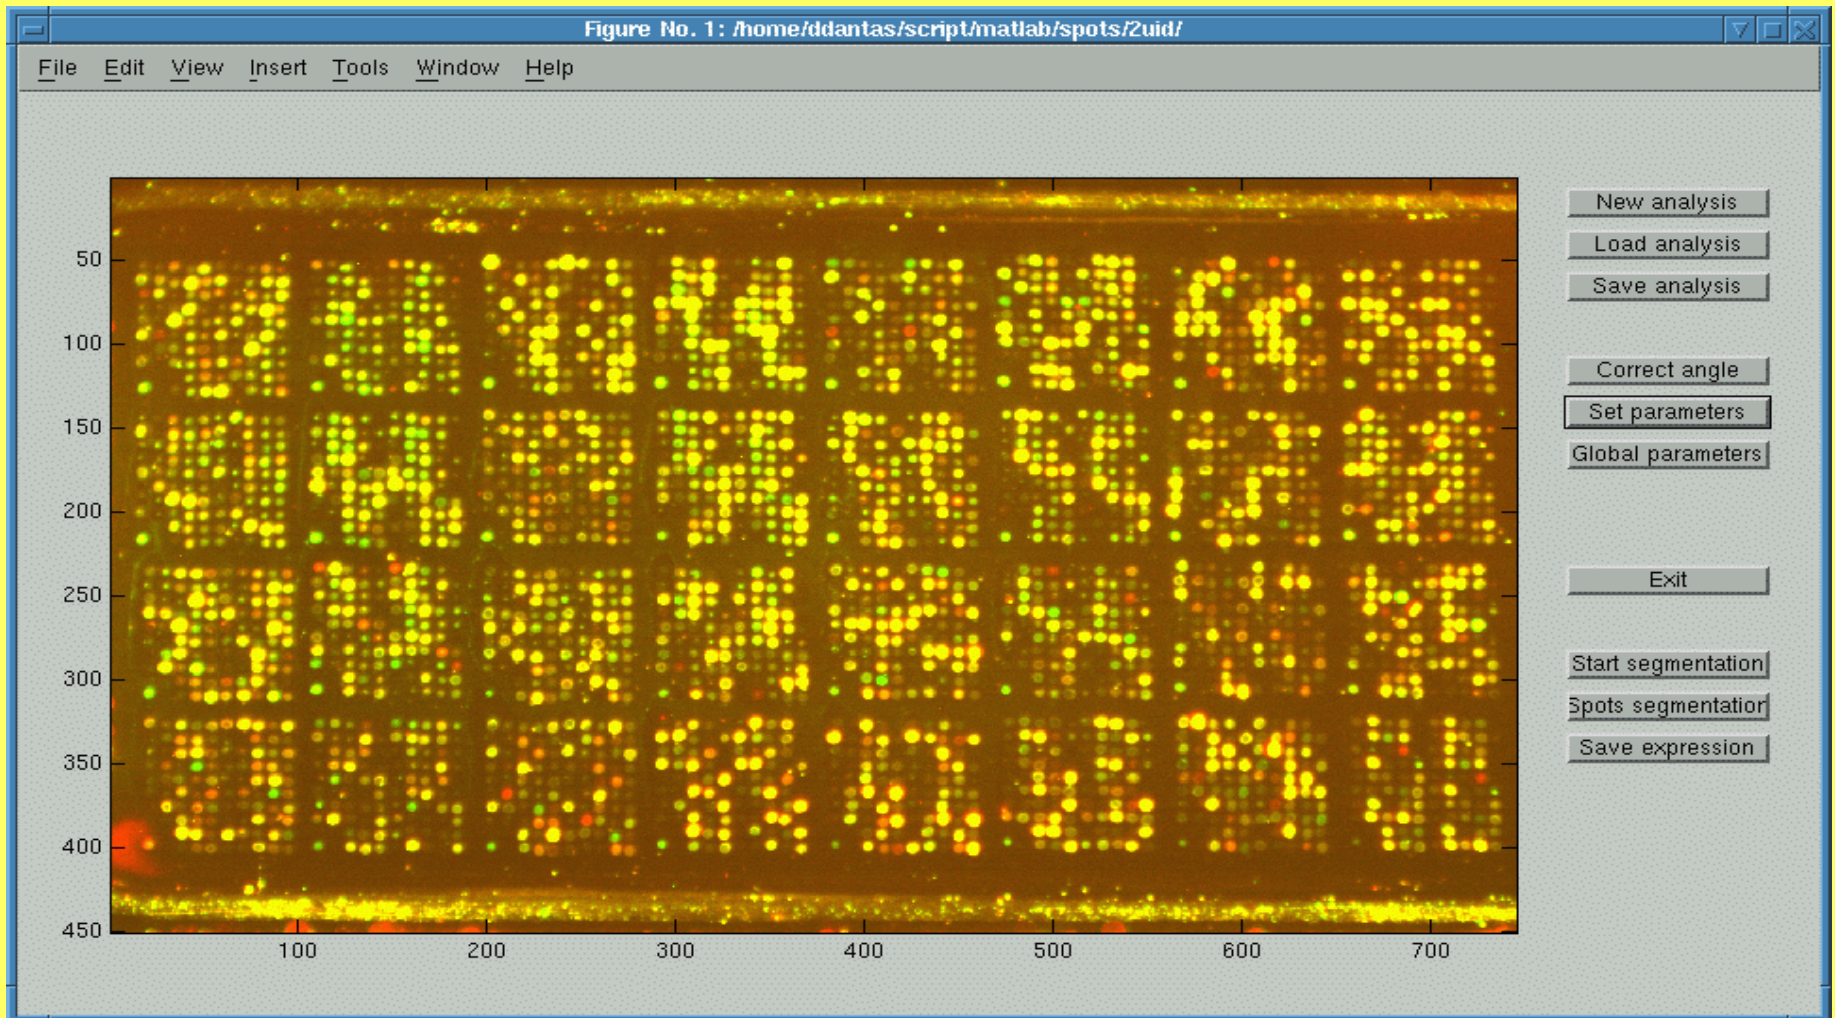 Figure No. 1: /home/ddantas/script/matlab/spots/2uid/
File Edit View Insert Tools Window Help
New analysis
Load analysis
Save analysis
Correct angle
Set parameters
Global parameters
Exit
Start segmentation
Spots segmentation
Save expression
50
100
150
200
250
300
350
400
450
100 200 300 400 500 600 700